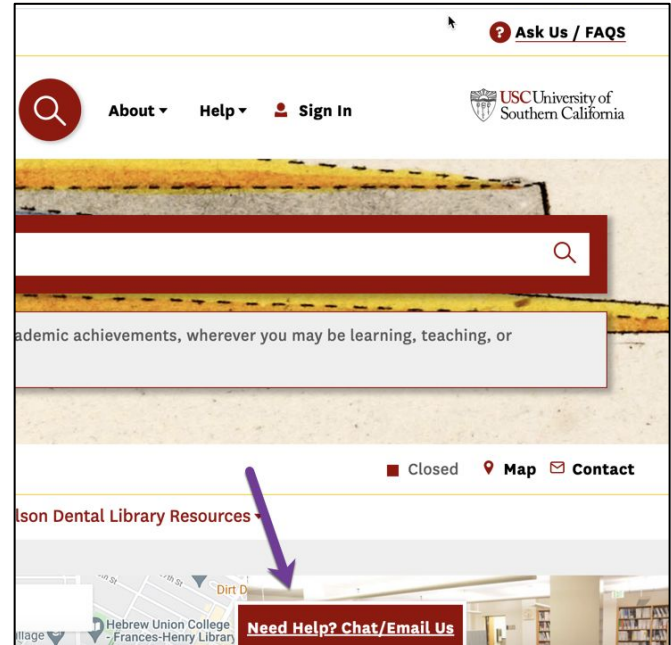 ? Ask Us / FAQS
About Help Sign In
USC University of
Southern California
ademic achievements, wherever you may be learning, teaching, or
Closed Map Contact
lson Dental Library Resources
Dirt D
Hebrew Union College
- Frances-Henry Library
illage
Need Help? Chat/Email Us